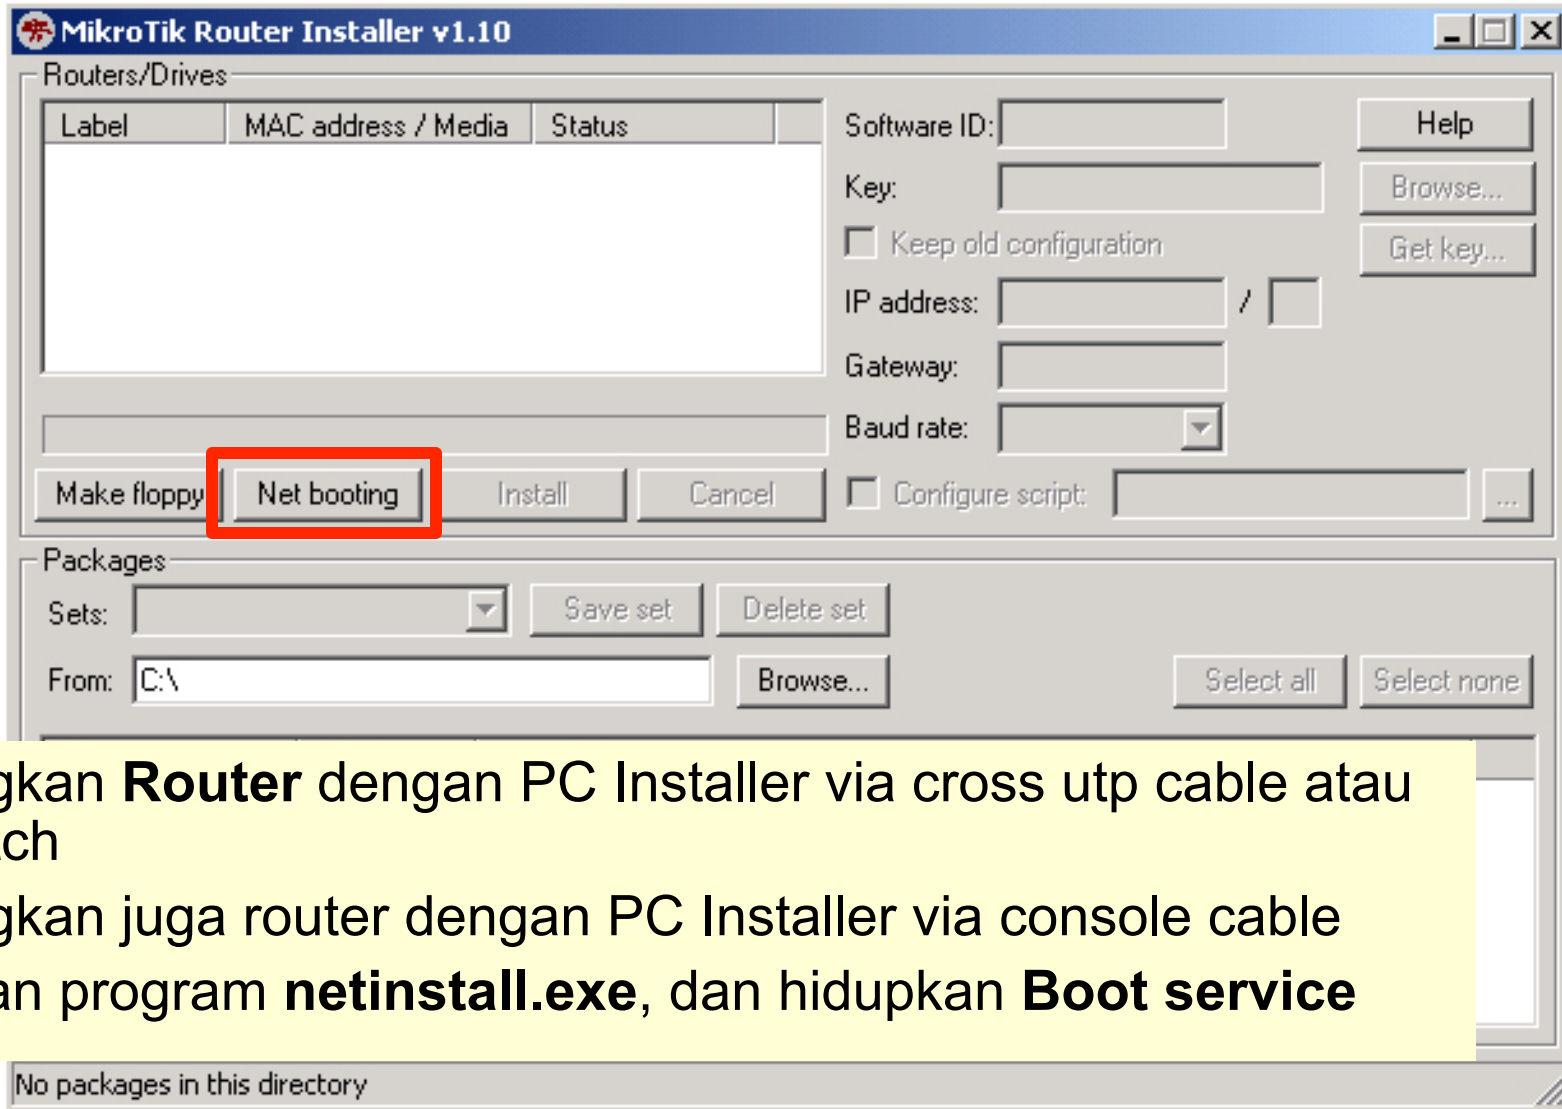 MikroTik Router Installer v1.10
Routers/Drives
Label MAC address / Media Status
Software ID:
Help
Key:
Browse...
Keep old configuration
Get key...
IP address: /
Gateway:
Baud rate:
Make floppy Net booting Install Cancel
Configure script: ...
Packages
Sets: Save set Delete set
From: C:\ Browse... Select all Select none
gkan Router dengan PC Installer via cross utp cable atau
ch
gkan juga router dengan PC Installer via console cable
an program netinstall.exe, dan hidupkan Boot service
No packages in this directory